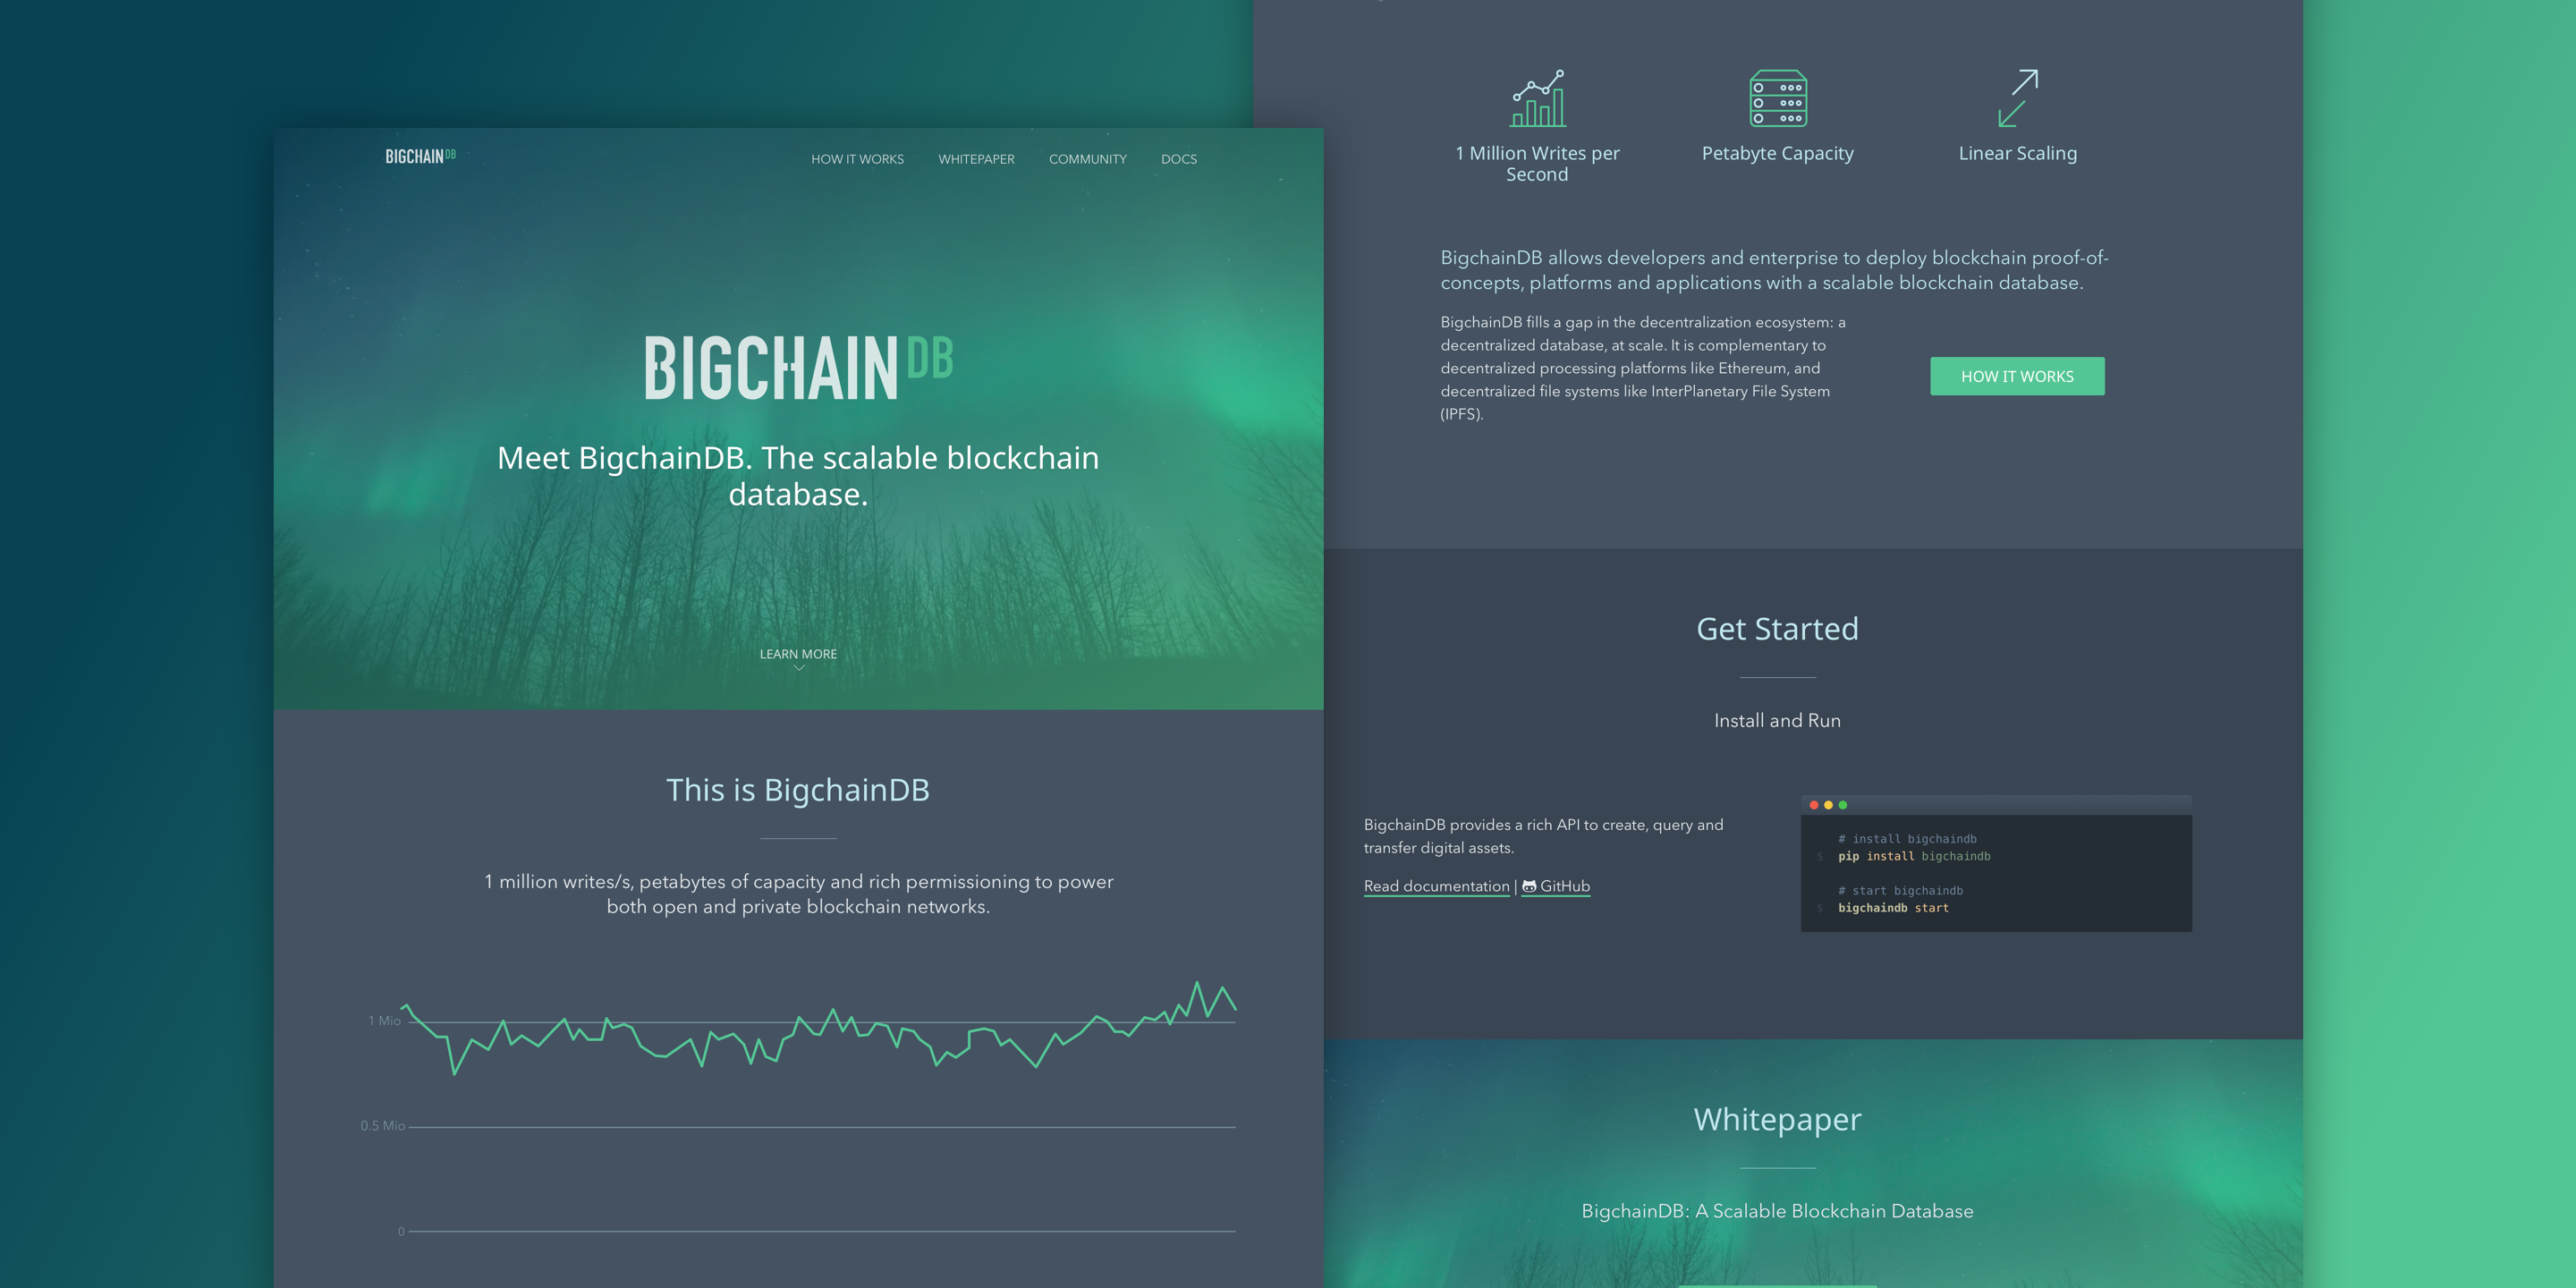 BIGCHAINDB
HOW IT WORKS
WHITEPAPER
COMMUNITY
DOCS
BIGCHAIN DB
Meet BigchainDB. The scalable blockchain
database.
LEARN MORE
This is BigchainDB
1 million writes/s, petabytes of capacity and rich permissioning to power
both open and private blockchain networks.
1 Mio
0.5 Mio
0
1 Million Writes per
Second
Petabyte Capacity
Linear Scaling
BigchainDB allows developers and enterprise to deploy blockchain proof-of-
concepts, platforms and applications with a scalable blockchain database.
BigchainDB fills a gap in the decentralization ecosystem: a
decentralized database, at scale. It is complementary to
decentralized processing platforms like Ethereum, and
decentralized file systems like InterPlanetary File System
(IPFS).
HOW IT WORKS
Get Started
Install and Run
BigchainDB provides a rich API to create, query and
transfer digital assets.
Read documentation | GitHub
# install bigchaindb
$ pip install bigchaindb
# start bigchaindb
$ bigchaindb start
Whitepaper
BigchainDB: A Scalable Blockchain Database